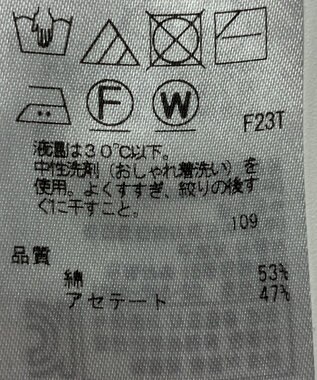 F W
F23T
液温は30℃以下。
中性洗剤（おしゃれ着洗い）を
使用。よくすすぎ、絞りの後す
ぐに干すこと。
109
品質
綿 53%
アセテート 47%